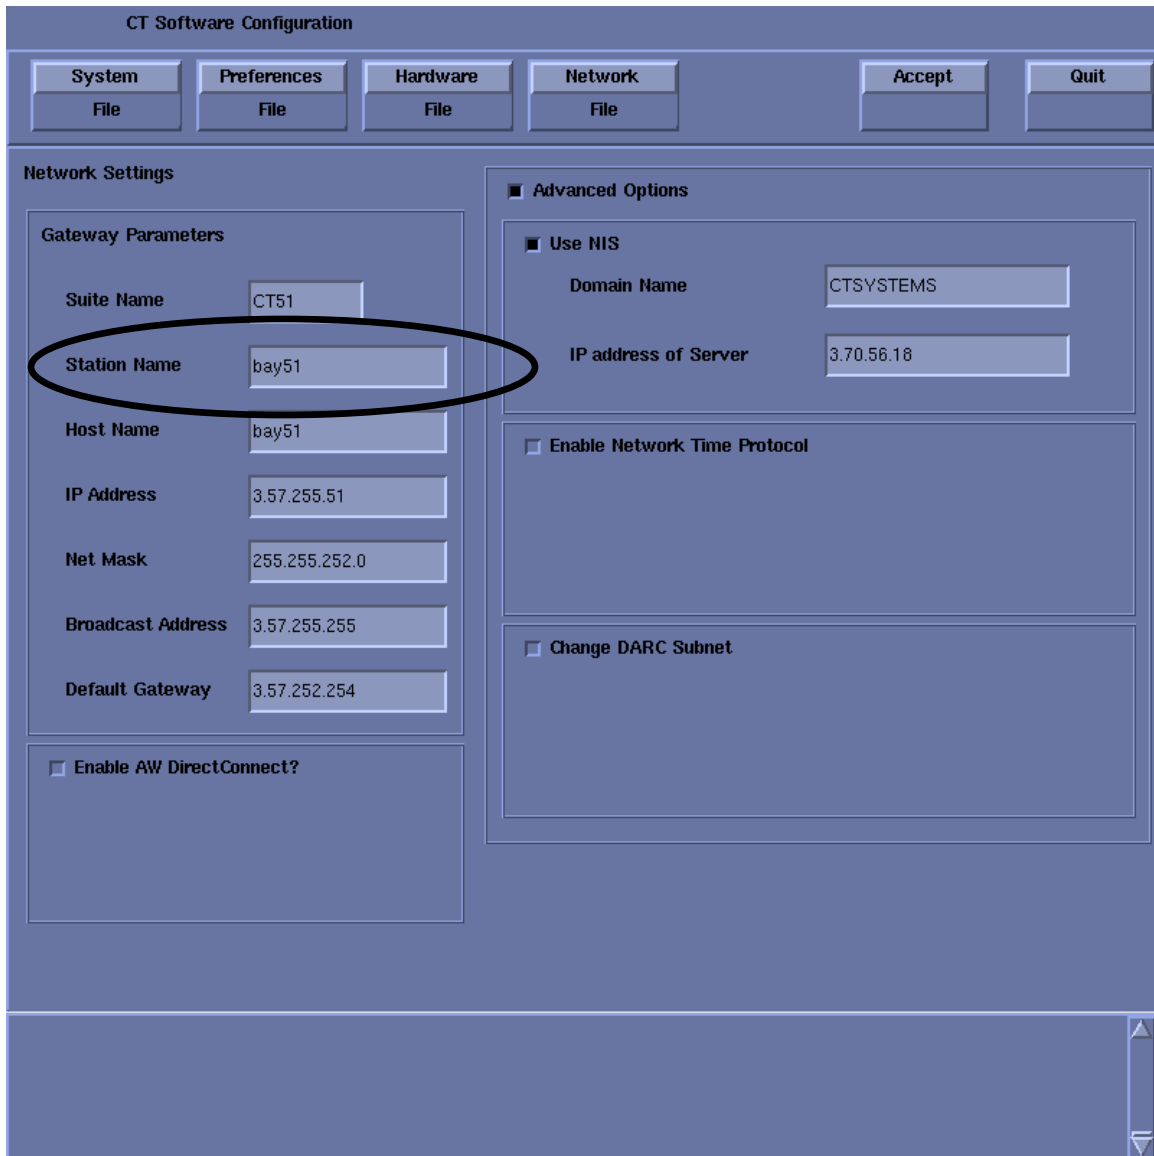 CT Software Configuration
System Preferences Hardware Network Accept Quit
File File File File
Network Settings
Gateway Parameters
Suite Name CT51
Station Name bay51
Host Name bay51
IP Address 3.57.255.51
Net Mask 255.255.252.0
Broadcast Address 3.57.255.255
Default Gateway 3.57.252.254
Enable AW DirectConnect?
Advanced Options
Use NIS
Domain Name CTSYSTEMS
IP address of Server 3.70.56.18
Enable Network Time Protocol
Change DARC Subnet